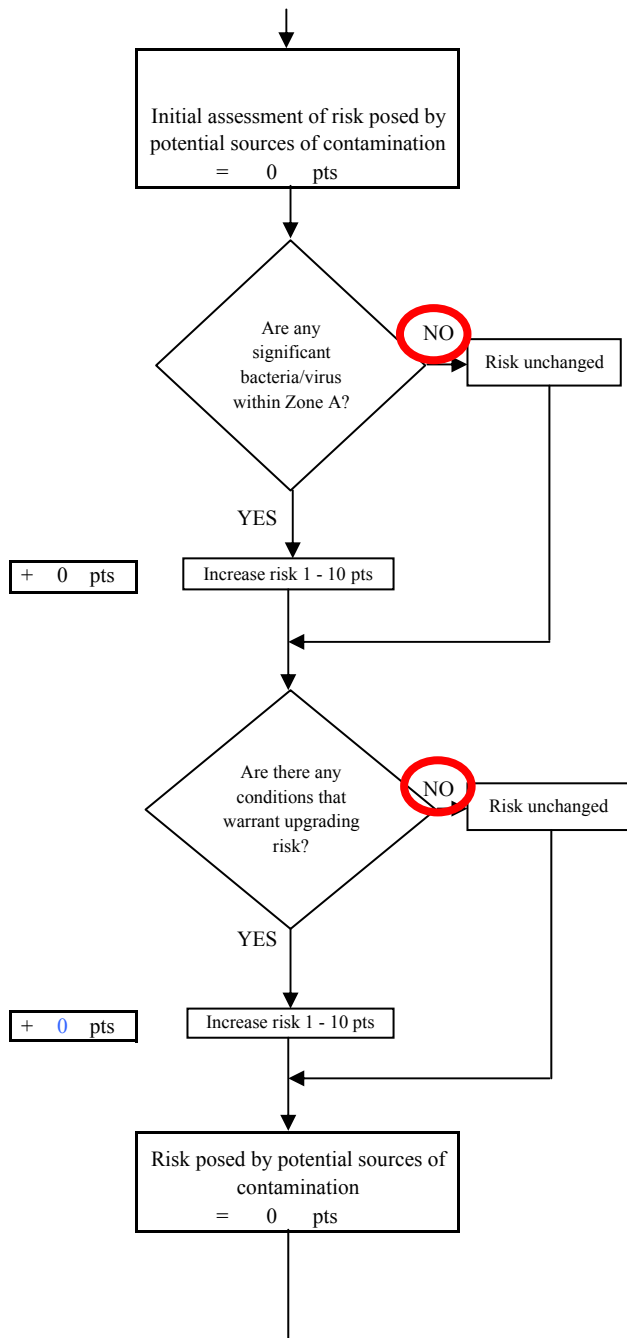 Initial assessment of risk posed by
potential sources of contamination
= 0 pts
Are any
significant
bacteria/virus
within Zone A?
NO
Risk unchanged
YES
+ 0 pts
Increase risk 1 - 10 pts
Are there any
conditions that
warrant upgrading
risk?
NO
Risk unchanged
YES
+ 0 pts
Increase risk 1 - 10 pts
Risk posed by potential sources of
contamination
= 0 pts